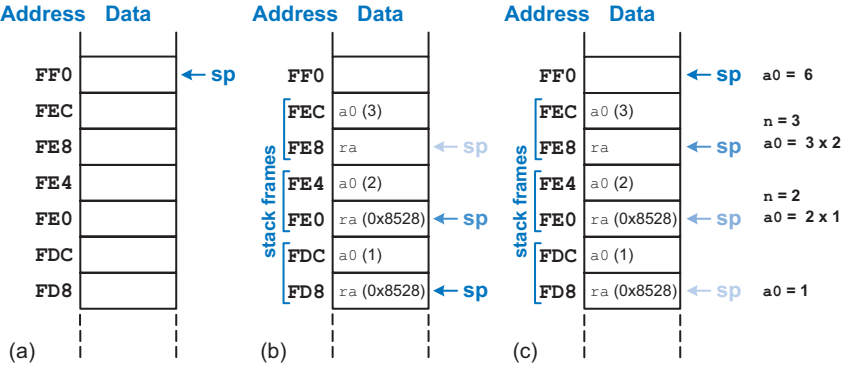 Address Data Address Data Address Data
FF0 sp FF0 FF0 sp a0 = 6
FEC FEC a0 (3) FEC a0 (3)
n = 3
FE8 FE8 ra sp FE8 ra sp a0 = 3 x 2
FE4 FE4 a0 (2) FE4 a0 (2)
n = 2
FE0 FE0 ra (0x8528) sp FE0 ra (0x8528) sp a0 = 2 x 1
stack frames stack frames
FDC FDC a0 (1) FDC a0 (1)
FD8 FD8 ra (0x8528) sp FD8 ra (0x8528) sp a0 = 1
(a) (b) (c)